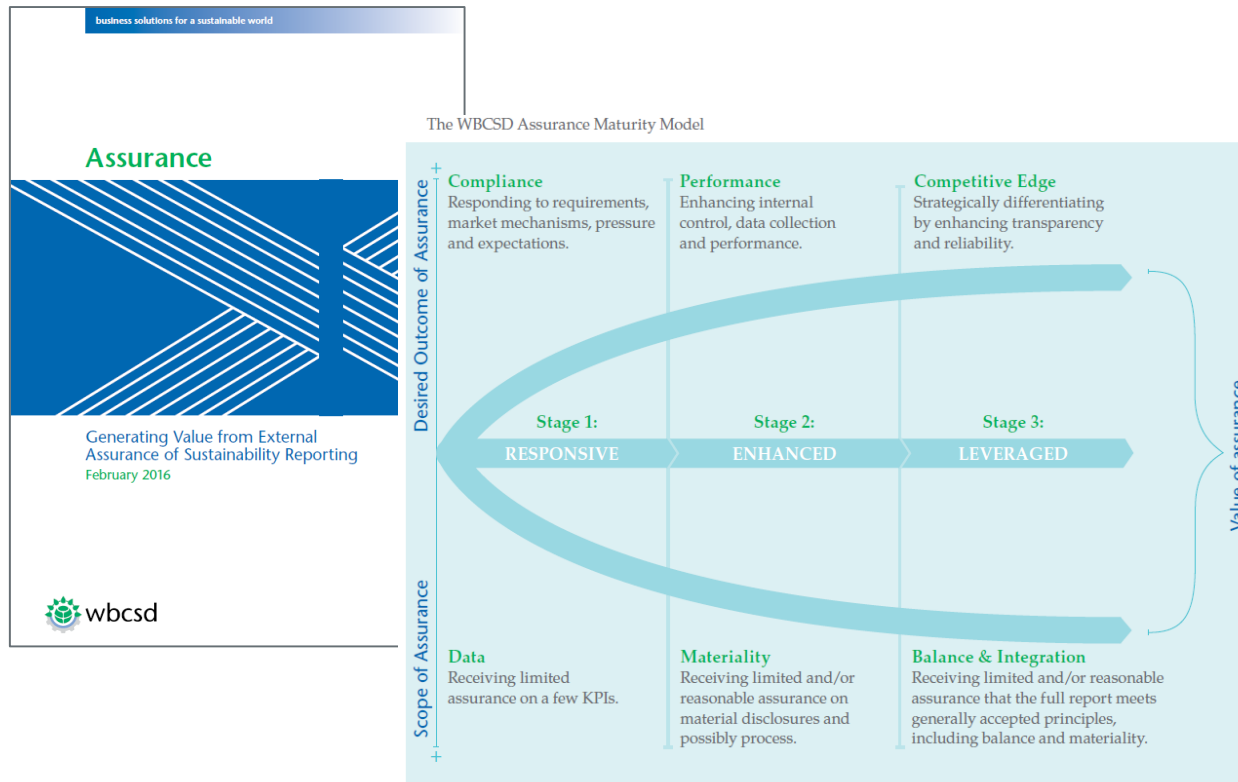 business solutions for a sustainable world
Assurance
Generating Value from External
Assurance of Sustainability Reporting
February 2016
wbcsd
The WBCSD Assurance Maturity Model
Desired Outcome of Assurance
Compliance
Responding to requirements,
market mechanisms, pressure
and expectations.
Performance
Enhancing internal
control, data collection
and performance.
Competitive Edge
Strategically differentiating
by enhancing transparency
and reliability.
Stage 1:
RESPONSIVE
Stage 2:
ENHANCED
Stage 3:
LEVERAGED
Value of assurance
Scope of Assurance
Data
Receiving limited
assurance on a few KPIs.
Materiality
Receiving limited and/or
reasonable assurance on
material disclosures and
possibly process.
Balance & Integration
Receiving limited and/or reasonable
assurance that the full report meets
generally accepted principles,
including balance and materiality.